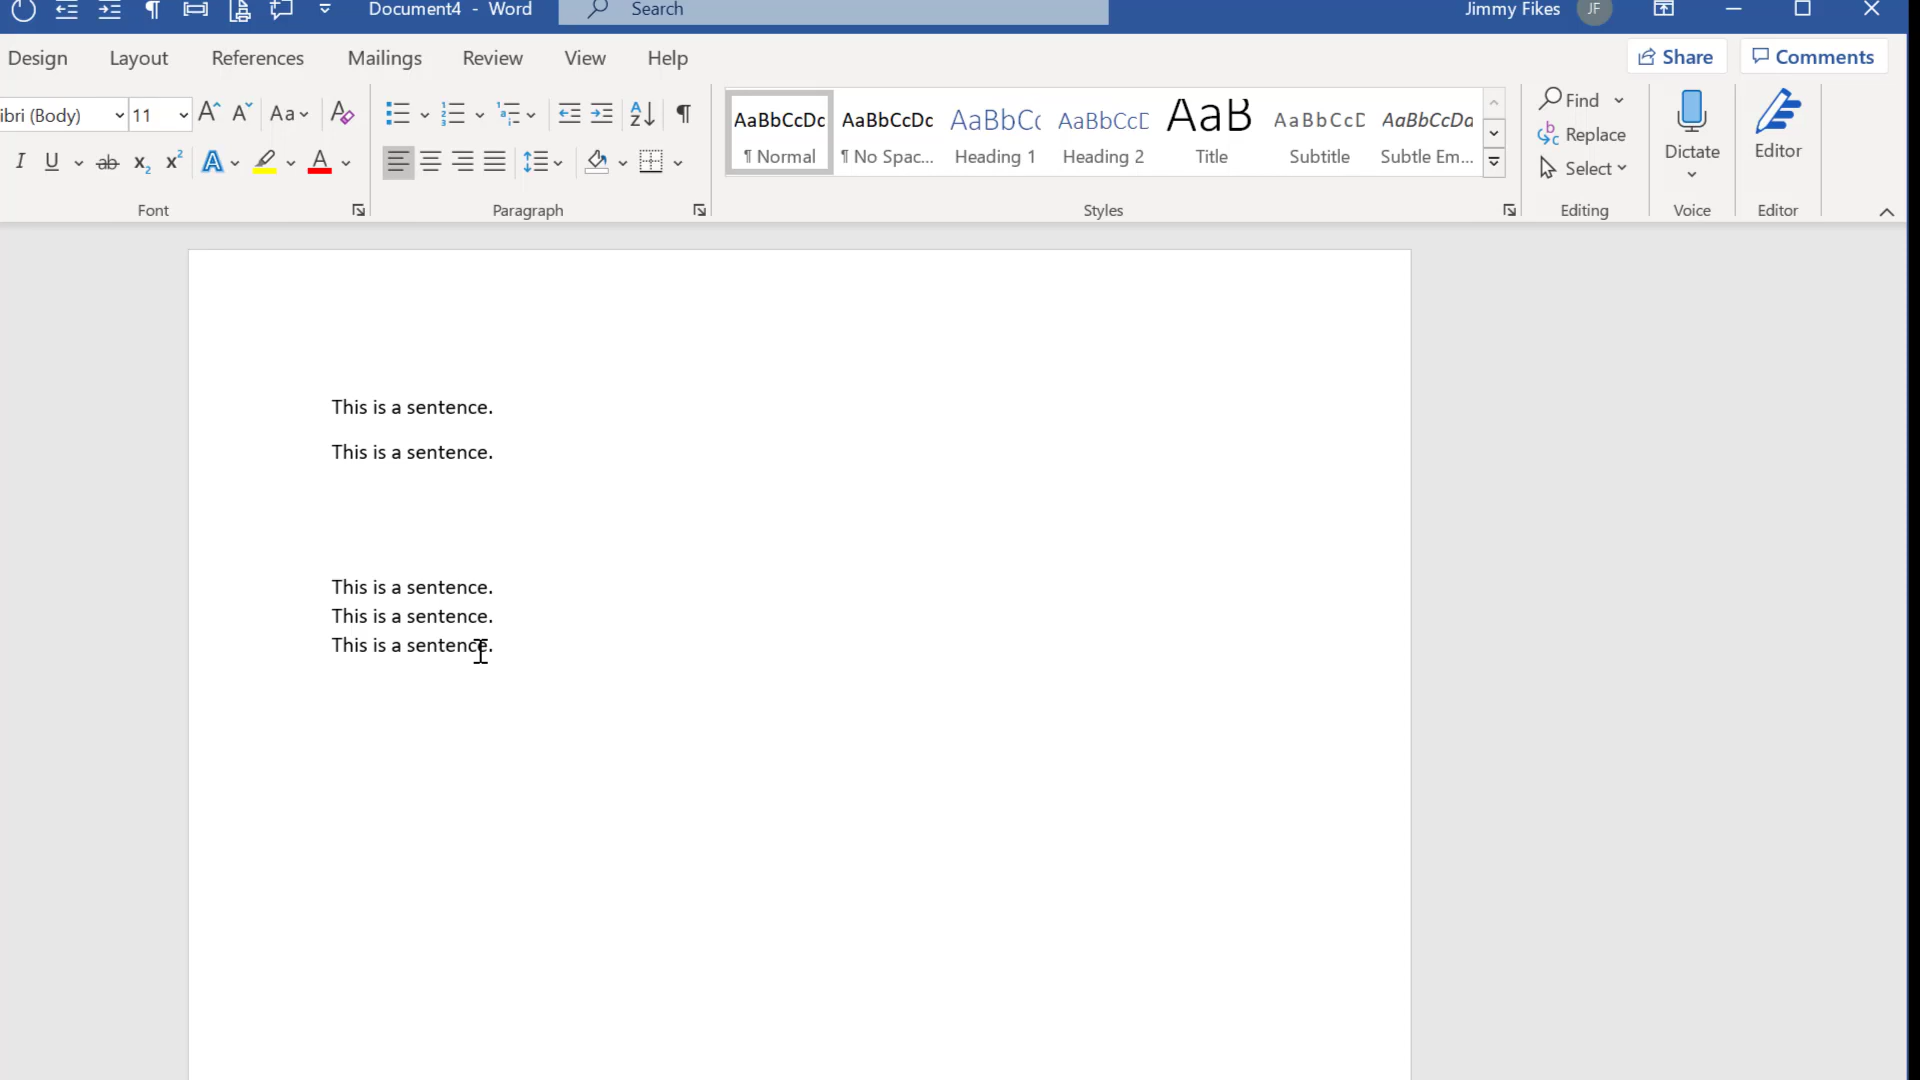 Document4 - Word
Search
Jimmy Fikes
JF
Design
Layout
References
Mailings
Review
View
Help
Share
Comments
ibri (Body)
11
Aa
AaBbCcDc
AaBbCcDc
AaBbCc
AaBbCcD
AaB
AaBbCcD
AaBbCcDa
¶ Normal
¶ No Spac...
Heading 1
Heading 2
Title
Subtitle
Subtle Em...
Find
Replace
Select
Dictate
Editor
Font
Paragraph
Styles
Editing
Voice
Editor
This is a sentence.
This is a sentence.
This is a sentence.
This is a sentence.
This is a sentence.